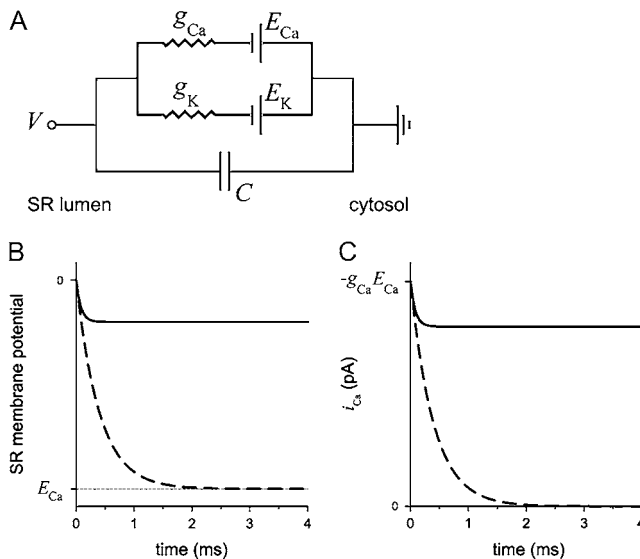 A
g_Ca E_Ca
g_K E_K
V
C
SR lumen cytosol
B
0
SR membrane potential
E_Ca
0 1 2 3 4
time (ms)
C
-g_Ca E_Ca
i_Ca (pA)
0
0 1 2 3 4
time (ms)